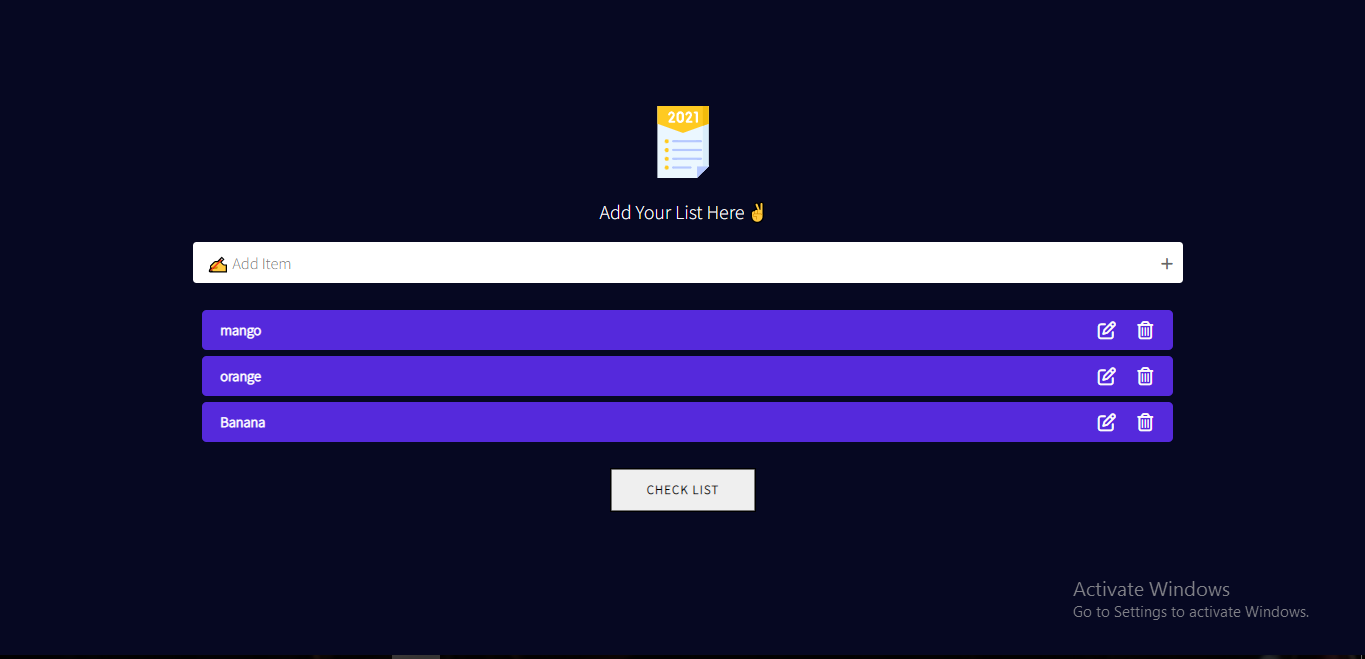 2021
Add Your List Here ✌
✍ Add Item
mango
orange
Banana
CHECK LIST
Activate Windows
Go to Settings to activate Windows.